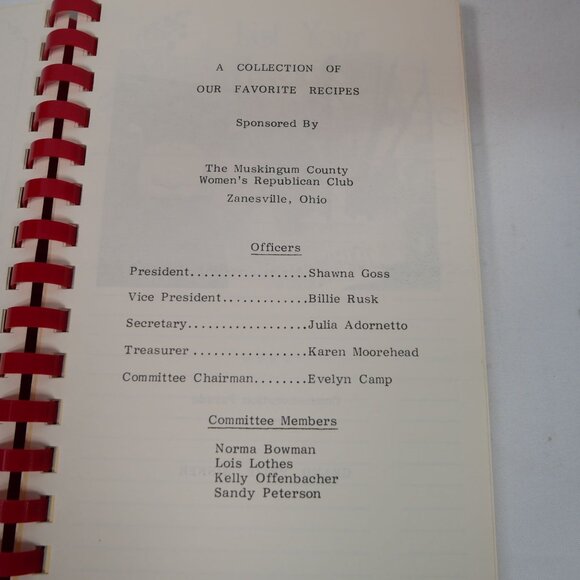 A COLLECTION OF
OUR FAVORITE RECIPES
Sponsored By
The Muskingum County
Women's Republican Club
Zanesville, Ohio
Officers
President..................Shawna Goss
Vice President.............Billie Rusk
Secretary..................Julia Adornetto
Treasurer..................Karen Moorehead
Committee Chairman........Evelyn Camp
Committee Members
Norma Bowman
Lois Lothes
Kelly Offenbacher
Sandy Peterson